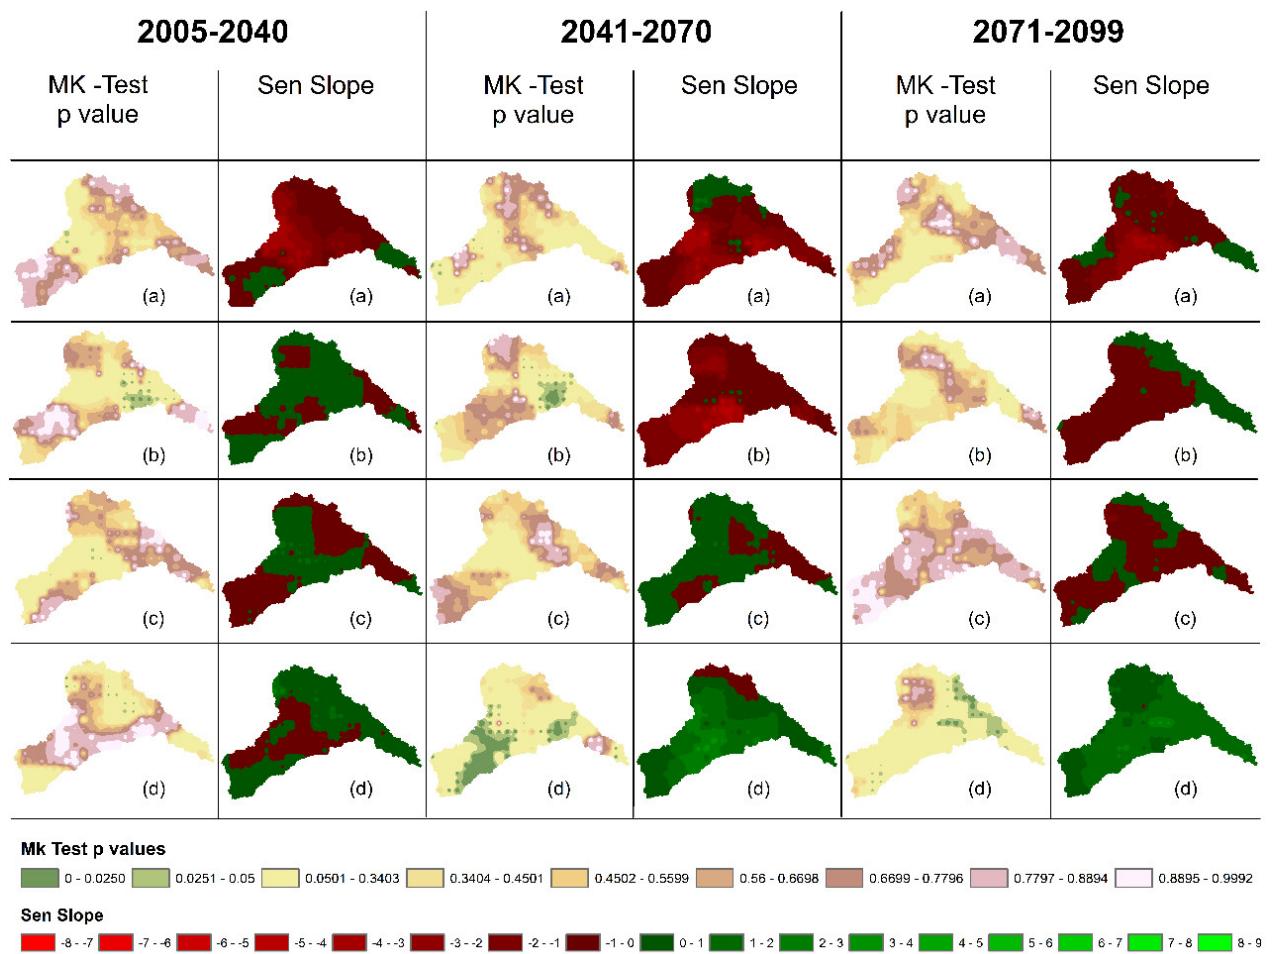 2005-2040 2041-2070 2071-2099
MK -Test p value Sen Slope MK -Test p value Sen Slope MK -Test p value Sen Slope
(a) (a) (a) (a) (a) (a)
(b) (b) (b) (b) (b) (b)
(c) (c) (c) (c) (c) (c)
(d) (d) (d) (d) (d) (d)
Mk Test p values
0 - 0.0250 0.0251 - 0.05 0.0501 - 0.3403 0.3404 - 0.4501 0.4502 - 0.5599 0.56 - 0.6698 0.6699 - 0.7796 0.7797 - 0.8894 0.8895 - 0.9992
Sen Slope
-8 - -7 -7 - -6 -6 - -5 -5 - -4 -4 - -3 -3 - -2 -2 - -1 -1 - 0 0 - 1 1 - 2 2 - 3 3 - 4 4 - 5 5 - 6 6 - 7 7 - 8 8 - 9